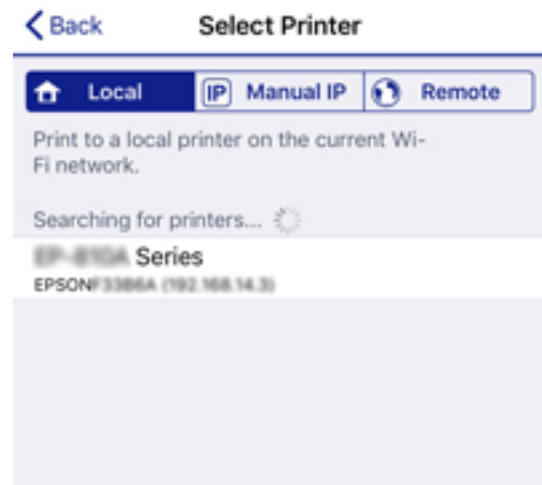 Back Select Printer
Local IP Manual IP Remote
Print to a local printer on the current Wi-
Fi network.
Searching for printers...
Series
EPSON